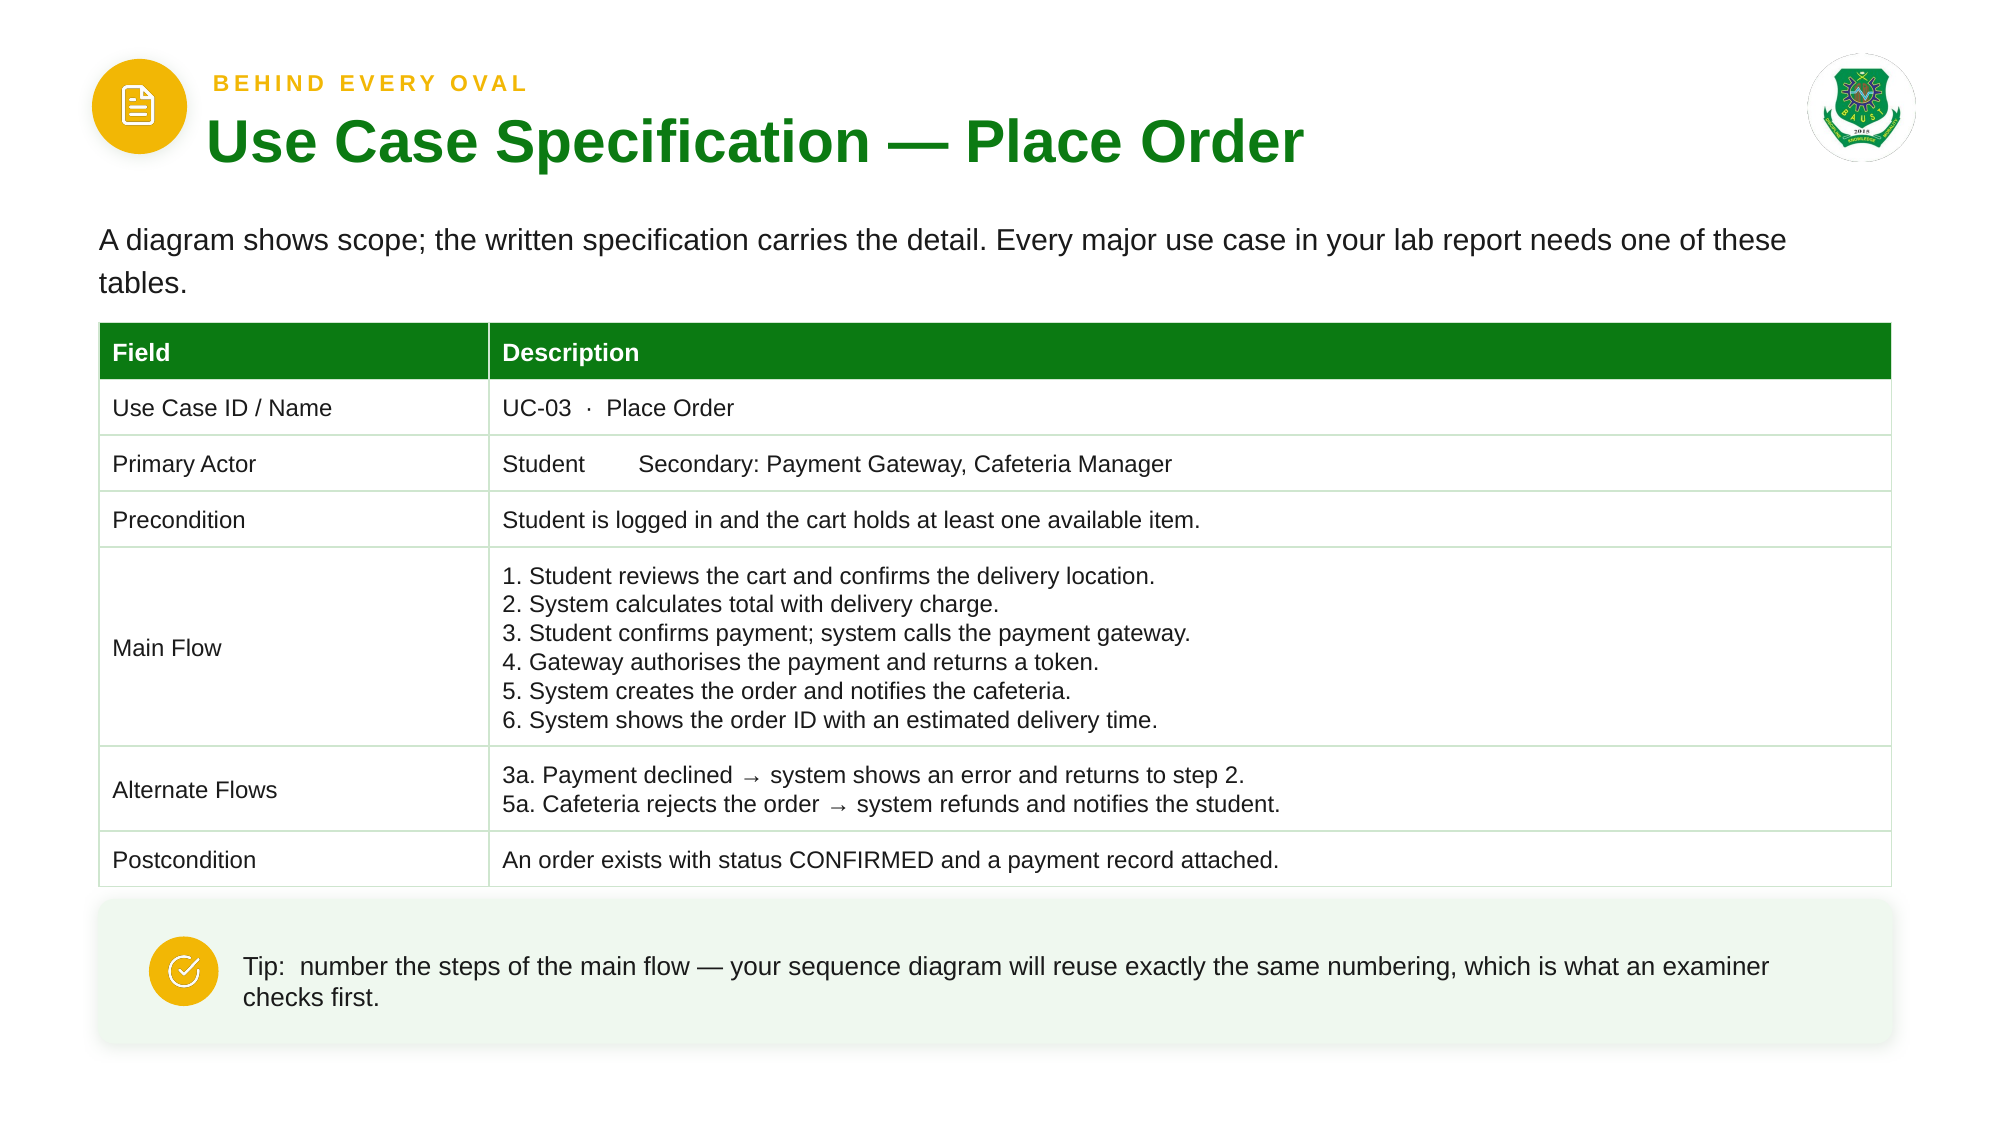 BEHIND EVERY OVAL
Use Case Specification — Place Order
BAUST
2015
KNOWLEDGE
A diagram shows scope; the written specification carries the detail. Every major use case in your lab report needs one of these
tables.
Field Description
Use Case ID / Name UC-03 · Place Order
Primary Actor Student Secondary: Payment Gateway, Cafeteria Manager
Precondition Student is logged in and the cart holds at least one available item.
Main Flow
1. Student reviews the cart and confirms the delivery location.
2. System calculates total with delivery charge.
3. Student confirms payment; system calls the payment gateway.
4. Gateway authorises the payment and returns a token.
5. System creates the order and notifies the cafeteria.
6. System shows the order ID with an estimated delivery time.
Alternate Flows
3a. Payment declined → system shows an error and returns to step 2.
5a. Cafeteria rejects the order → system refunds and notifies the student.
Postcondition An order exists with status CONFIRMED and a payment record attached.
Tip: number the steps of the main flow — your sequence diagram will reuse exactly the same numbering, which is what an examiner
checks first.